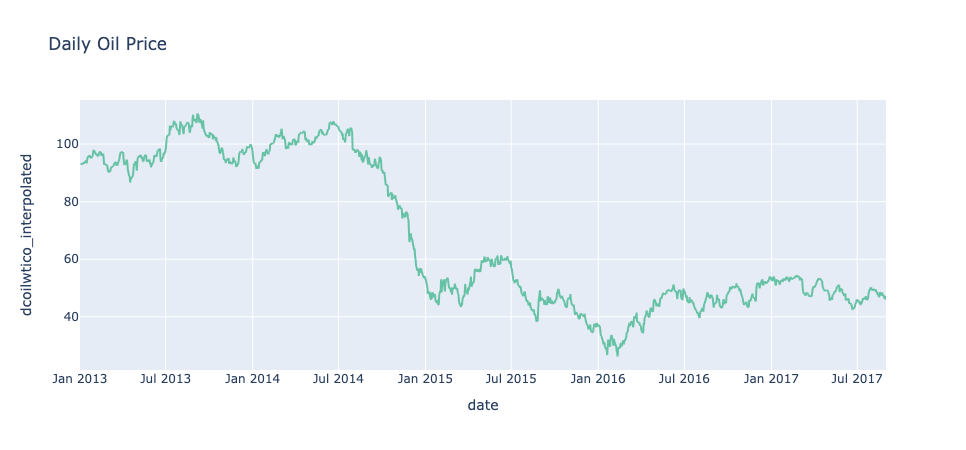 Daily Oil Price
dcoilwtico_interpolated
100
80
60
40
Jan 2013 Jul 2013 Jan 2014 Jul 2014 Jan 2015 Jul 2015 Jan 2016 Jul 2016 Jan 2017 Jul 2017
date